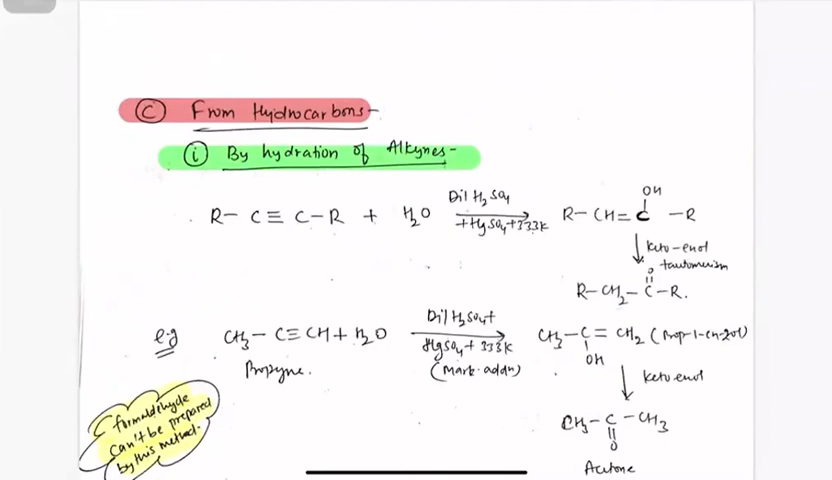 C From Hydrocarbons-
i By hydration of Alkynes-
R- C ≡ C-R + H2O Dil H2SO4 +HgSO4+333K R- CH= C -R
OH
keto-enol
tautomerism
O
R-CH2-C-R.
e.g CH3- C≡CH+H2O Dil H2SO4+ HgSO4+ 333K (Mark. addn) CH3-C = CH2 (Prop-1-en-2ol)
OH
Propyne.
keto enol
CH3- C -CH3
O
Acetone
formaldehyde
can't be prepared
by this method.